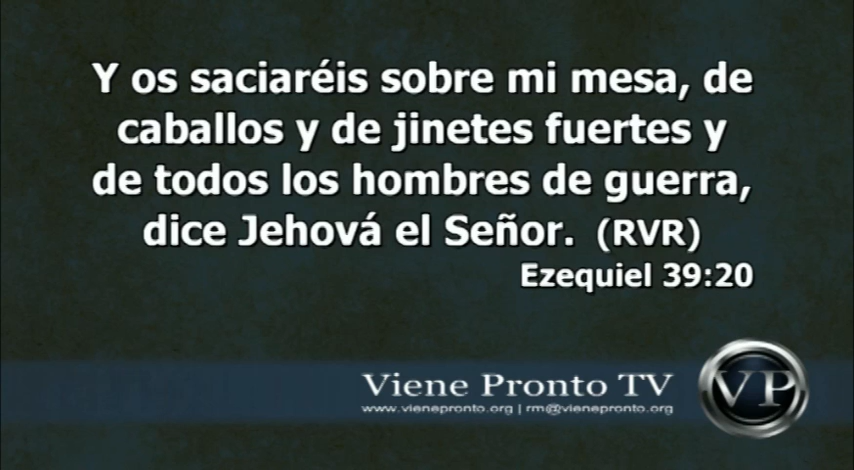 Y os saciaréis sobre mi mesa, de
caballos y de jinetes fuertes y
de todos los hombres de guerra,
dice Jehová el Señor. (RVR)
Ezequiel 39:20
Viene Pronto TV
www.vienepronto.org | rm@vienepronto.org
VP